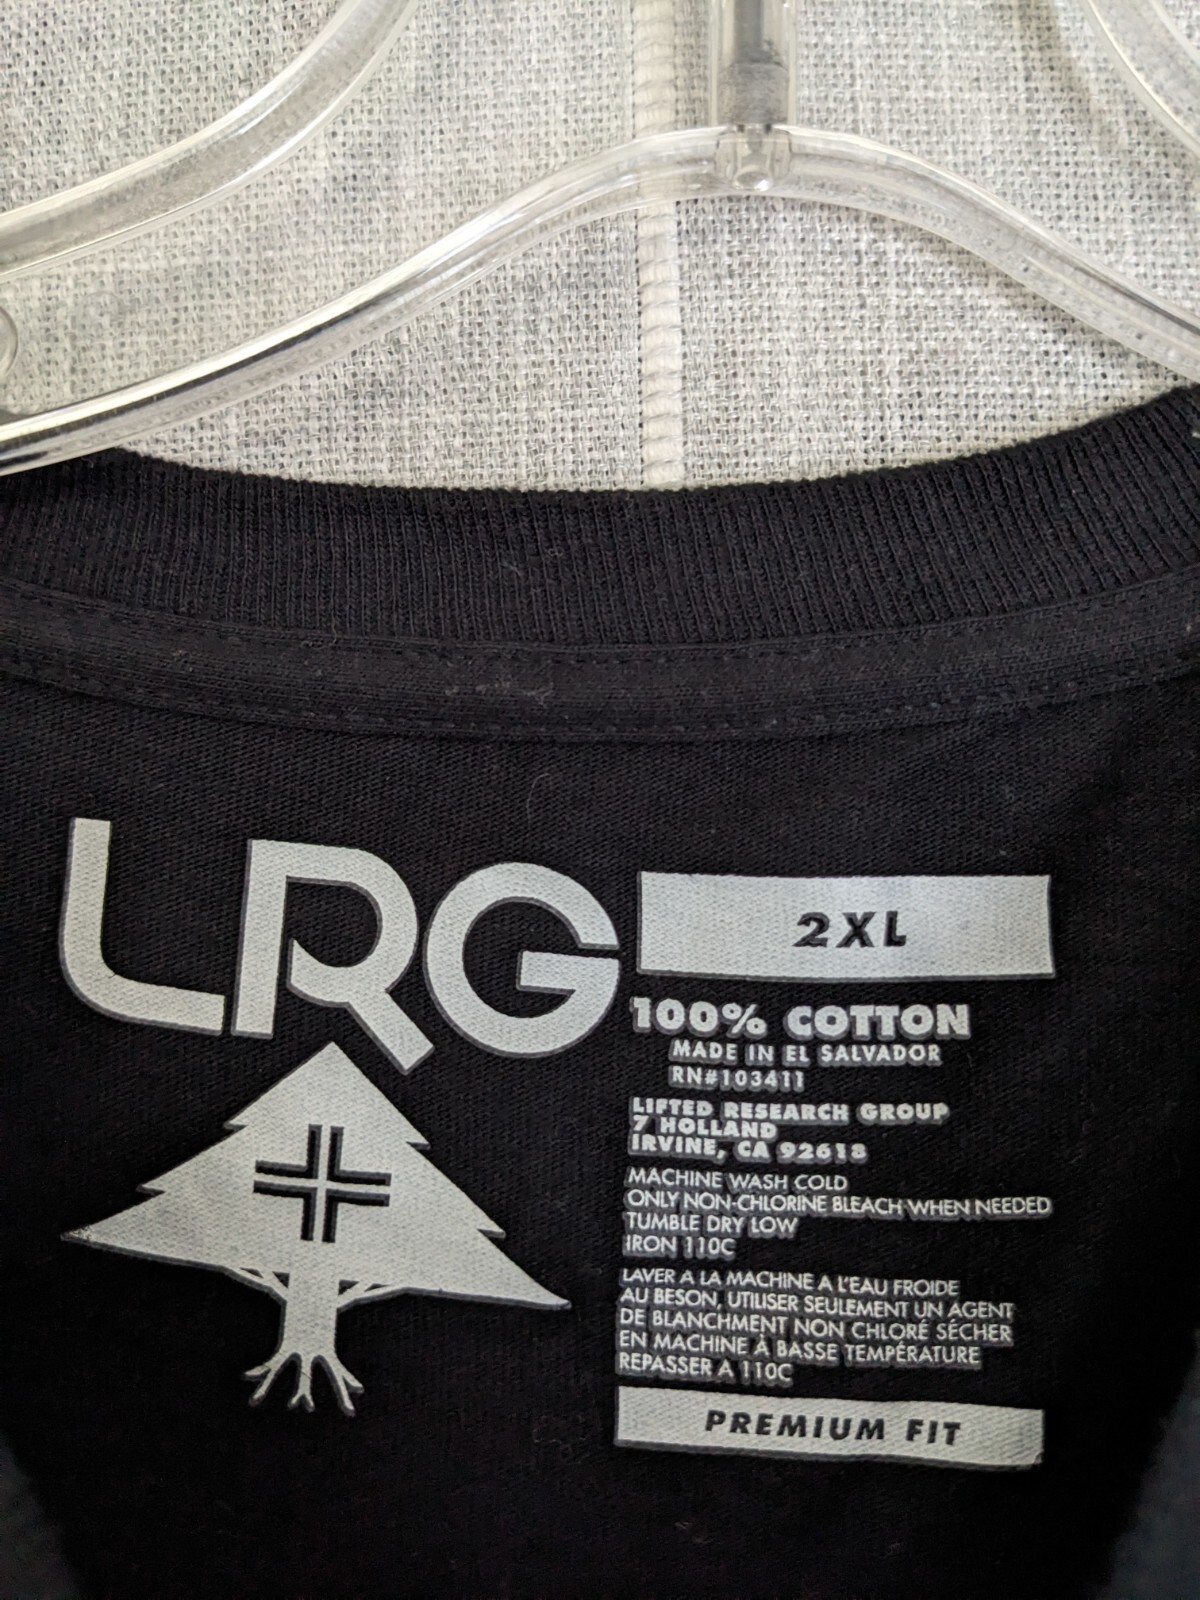 LRG
2XL
100% COTTON
MADE IN EL SALVADOR
RN#103411
LIFTED RESEARCH GROUP
7 HOLLAND
IRVINE, CA 92618
MACHINE WASH COLD
ONLY NON-CHLORINE BLEACH WHEN NEEDED
TUMBLE DRY LOW
IRON 110C
LAVER A LA MACHINE A L'EAU FROIDE
AU BESON, UTILISER SEULEMENT UN AGENT
DE BLANCHMENT NON CHLORÉ SÉCHER
EN MACHINE À BASSE TEMPÉRATURE
REPASSER A 110C
PREMIUM FIT